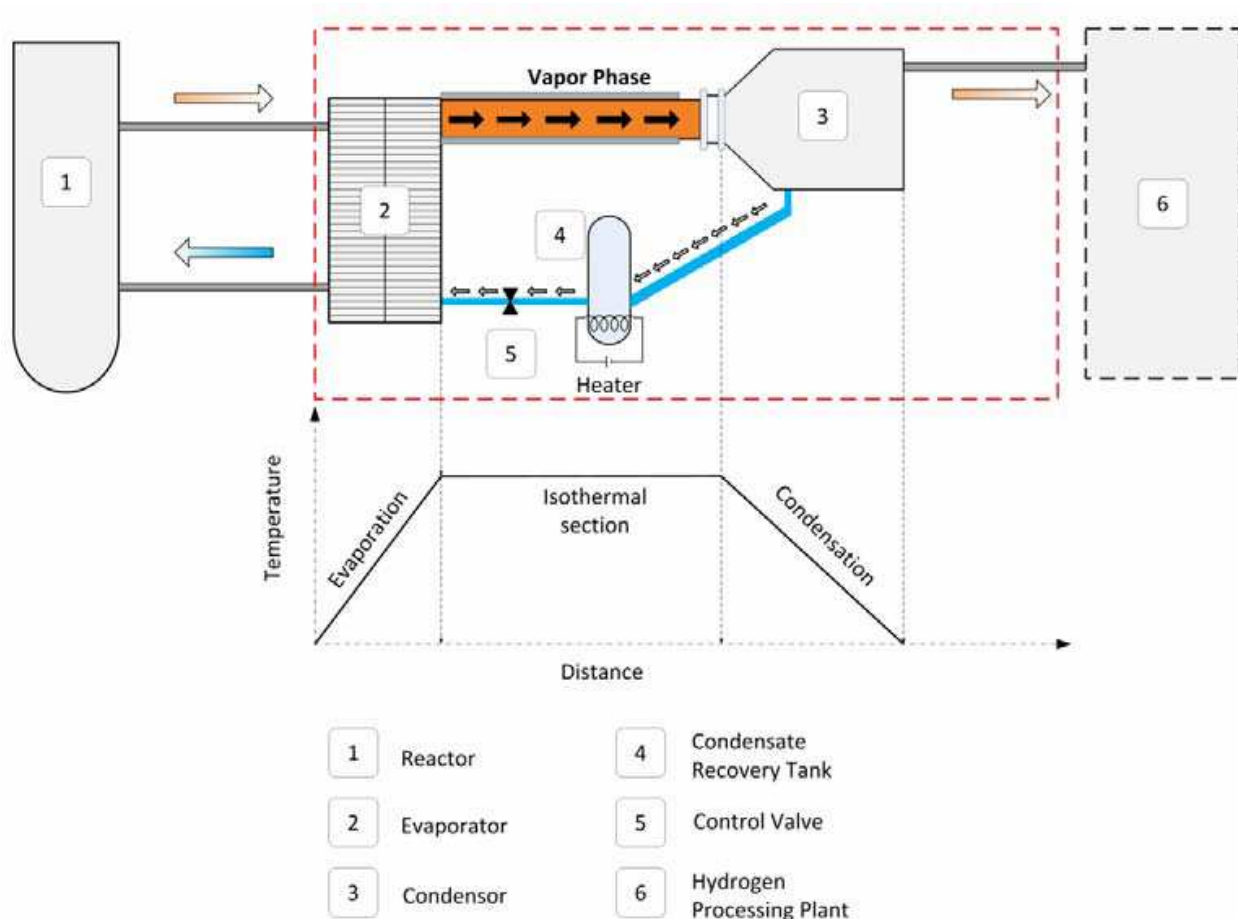 Vapor Phase
1
2
3
4
5
6
Heater
Temperature
Evaporation
Isothermal
section
Condensation
Distance
1 Reactor
2 Evaporator
3 Condensor
4 Condensate
Recovery Tank
5 Control Valve
6 Hydrogen
Processing Plant